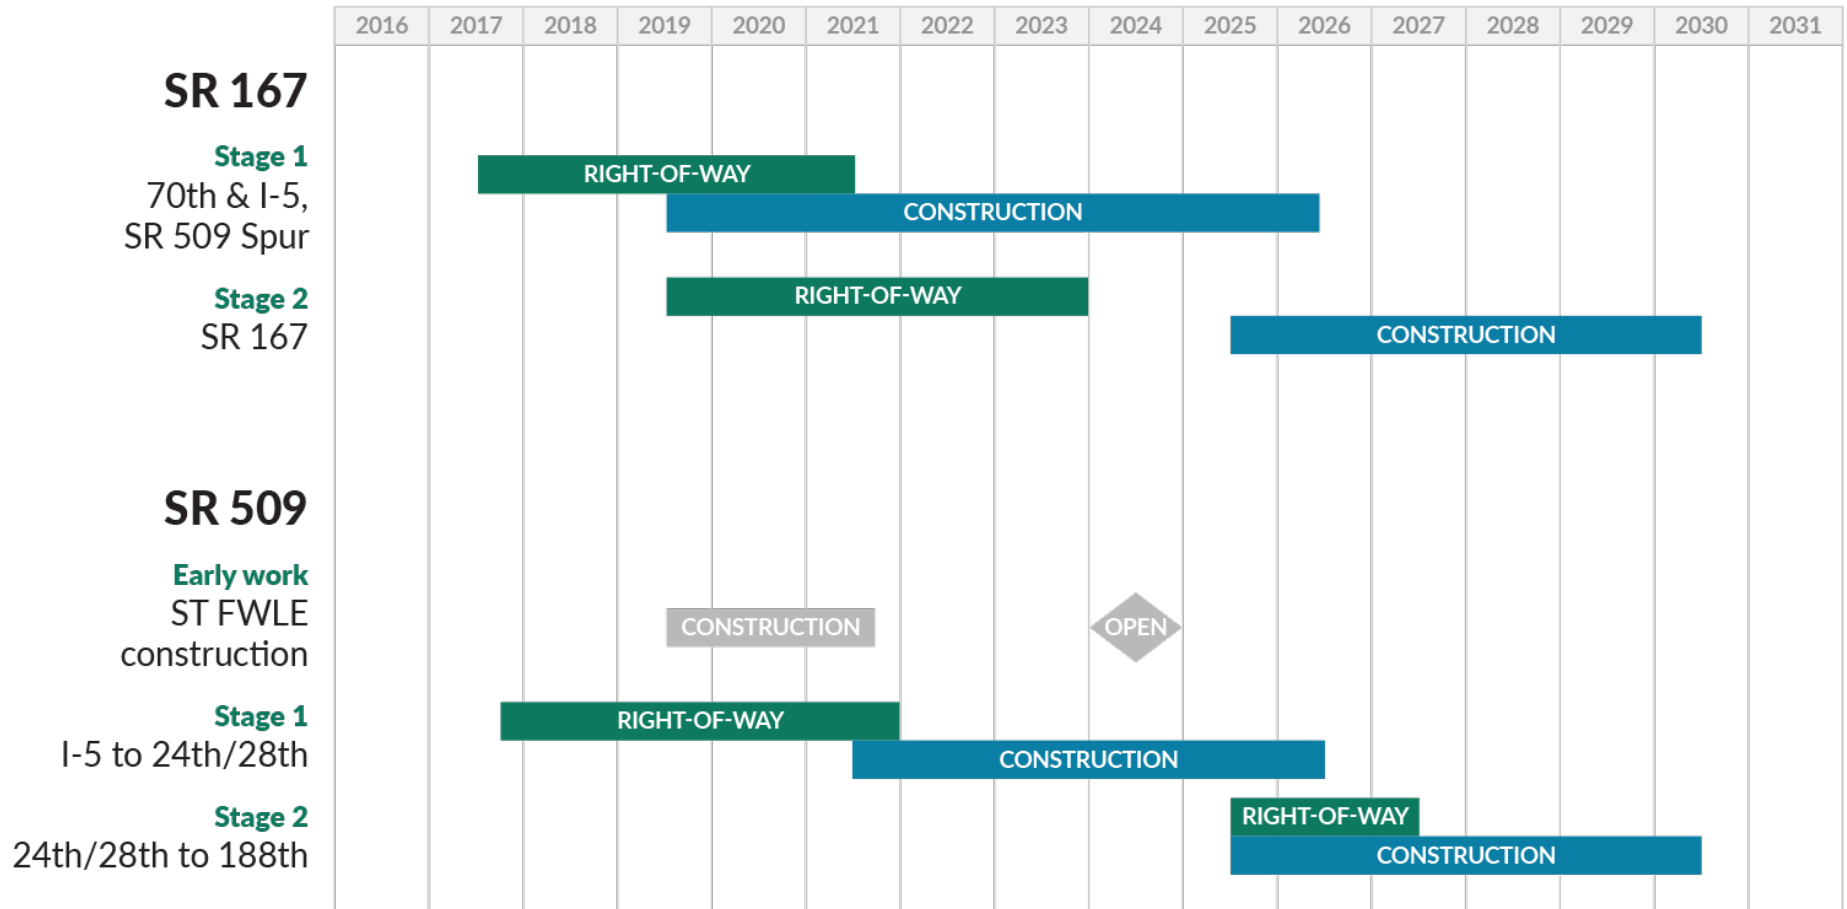 2016 2017 2018 2019 2020 2021 2022 2023 2024 2025 2026 2027 2028 2029 2030 2031
SR 167
Stage 1
70th & I-5,
SR 509 Spur
RIGHT-OF-WAY
CONSTRUCTION
Stage 2
SR 167
RIGHT-OF-WAY
CONSTRUCTION
SR 509
Early work
ST FWLE
construction
CONSTRUCTION
OPEN
Stage 1
I-5 to 24th/28th
RIGHT-OF-WAY
CONSTRUCTION
Stage 2
24th/28th to 188th
RIGHT-OF-WAY
CONSTRUCTION